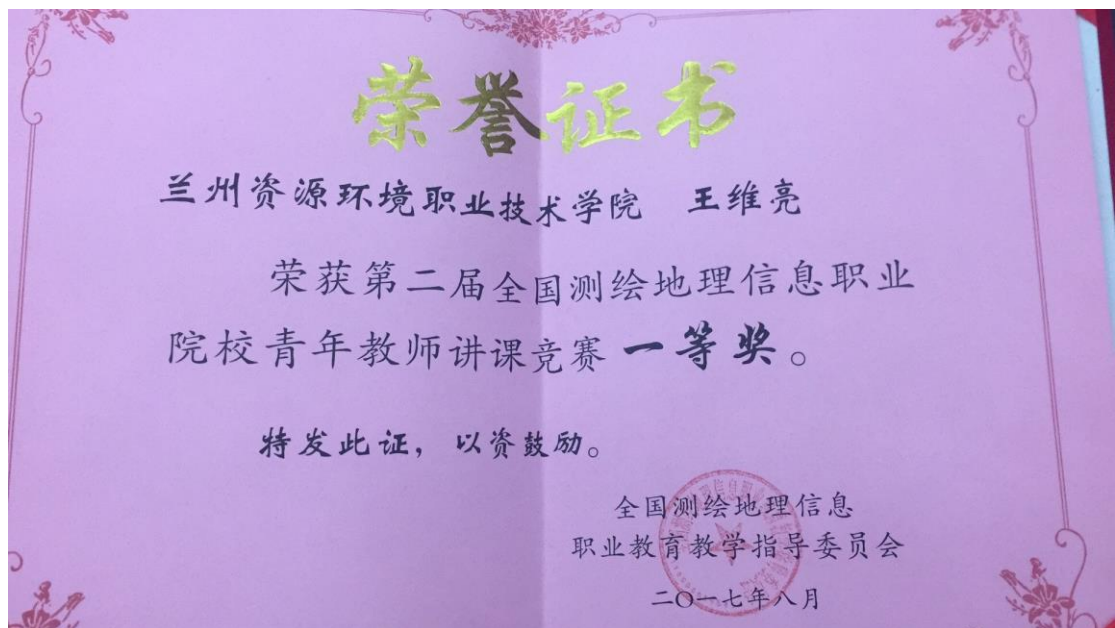 荣誉证书
兰州资源环境职业技术学院 王维亮
荣获第二届全国测绘地理信息职业
院校青年教师讲课竞赛一等奖。
特发此证，以资鼓励。
全国测绘地理信息
职业教育教学指导委员会
二〇一七年八月